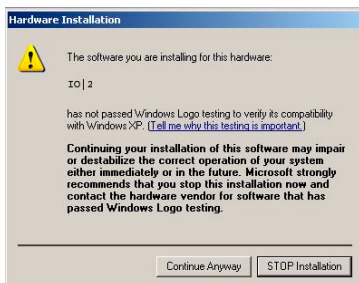 Hardware Installation
The software you are installing for this hardware:
IO|2
has not passed Windows Logo testing to verify its compatibility
with Windows XP. (Tell me why this testing is important.)
Continuing your installation of this software may impair
or destabilize the correct operation of your system
either immediately or in the future. Microsoft strongly
recommends that you stop this installation now and
contact the hardware vendor for software that has
passed Windows Logo testing.
Continue Anyway
STOP Installation